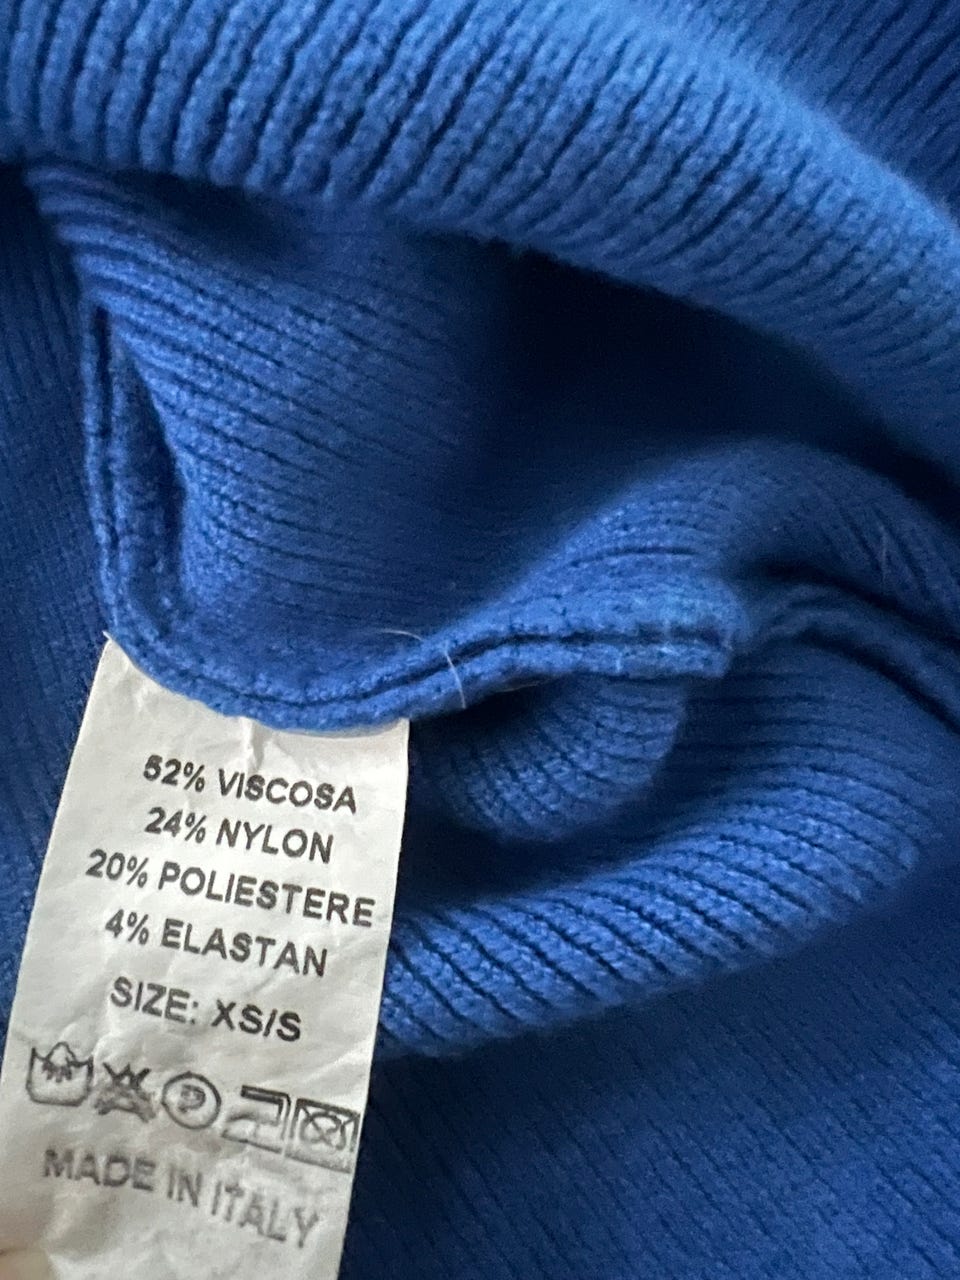 52% VISCOSA
24% NYLON
20% POLIESTERE
4% ELASTAN
SIZE: XS/S
P
MADE IN ITALY